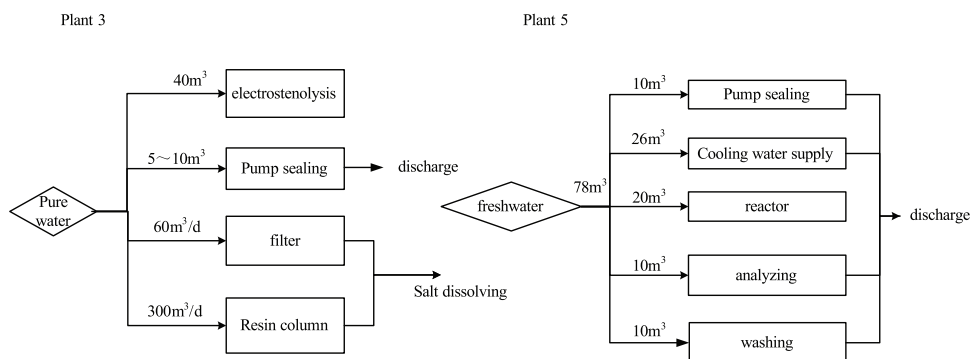 Plant 3
Pure
water
40m³
electrostenolysis
5～10m³
Pump sealing
discharge
60m³/d
filter
300m³/d
Resin column
Salt dissolving
Plant 5
freshwater
78m³
10m³
Pump sealing
26m³
Cooling water supply
20m³
reactor
10m³
analyzing
10m³
washing
discharge